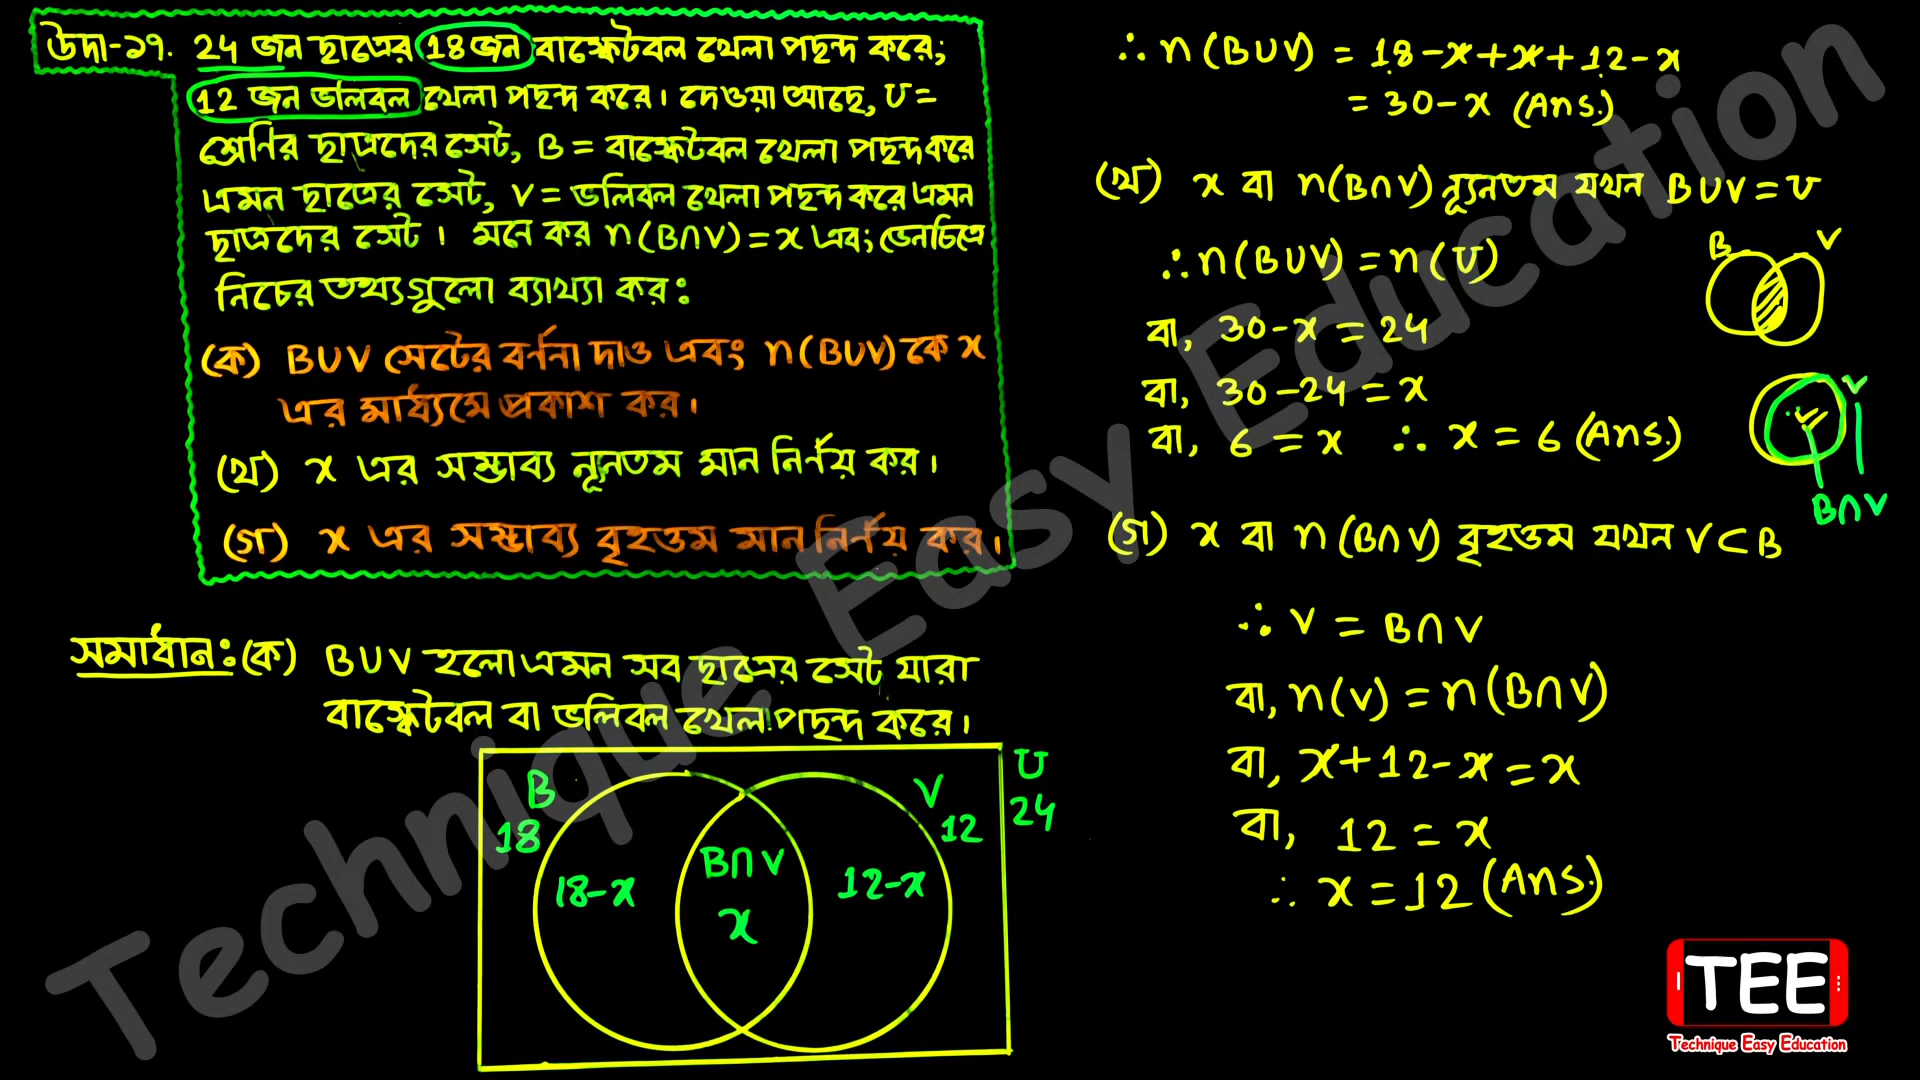 উদা-১৭. 24 জন ছাত্রের 18 জন বাস্কেটবল খেলা পছন্দ করে;
12 জন ভলিবল খেলা পছন্দ করে। দেওয়া আছে, U =
শ্রেণির ছাত্রদের সেট, B = বাস্কেটবল খেলা পছন্দ করে
এমন ছাত্রের সেট, V = ভলিবল খেলা পছন্দ করে এমন
ছাত্রদের সেট। মনে কর n(B∩V) = x এবং ভেনচিত্রে
নিচের তথ্যগুলো ব্যাখ্যা কর:
(ক) B∪V সেটের বর্ণনা দাও এবং n(B∪V) কে x
এর মাধ্যমে প্রকাশ কর।
(খ) x এর সম্ভাব্য ন্যূনতম মান নির্ণয় কর।
(গ) x এর সম্ভাব্য বৃহত্তম মান নির্ণয় কর।
সমাধান: (ক) B∪V হলো এমন সব ছাত্রের সেট যারা
বাস্কেটবল বা ভলিবল খেলা পছন্দ করে।
B
V
U
18
12
24
18-x
B∩V
x
12-x
∴ n(B∪V) = 18-x+x+12-x
= 30-x (Ans.)
(খ) x বা n(B∩V) ন্যূনতম যখন B∪V = U
∴ n(B∪V) = n(U)
বা, 30-x = 24
বা, 30-24 = x
বা, 6 = x ∴ x = 6 (Ans.)
B
V
V
B∩V
(গ) x বা n(B∩V) বৃহত্তম যখন V⊂B
∴ V = B∩V
বা, n(V) = n(B∩V)
বা, x+12-x = x
বা, 12 = x
∴ x = 12 (Ans.)
Technique Easy Education
TEE
Technique Easy Education